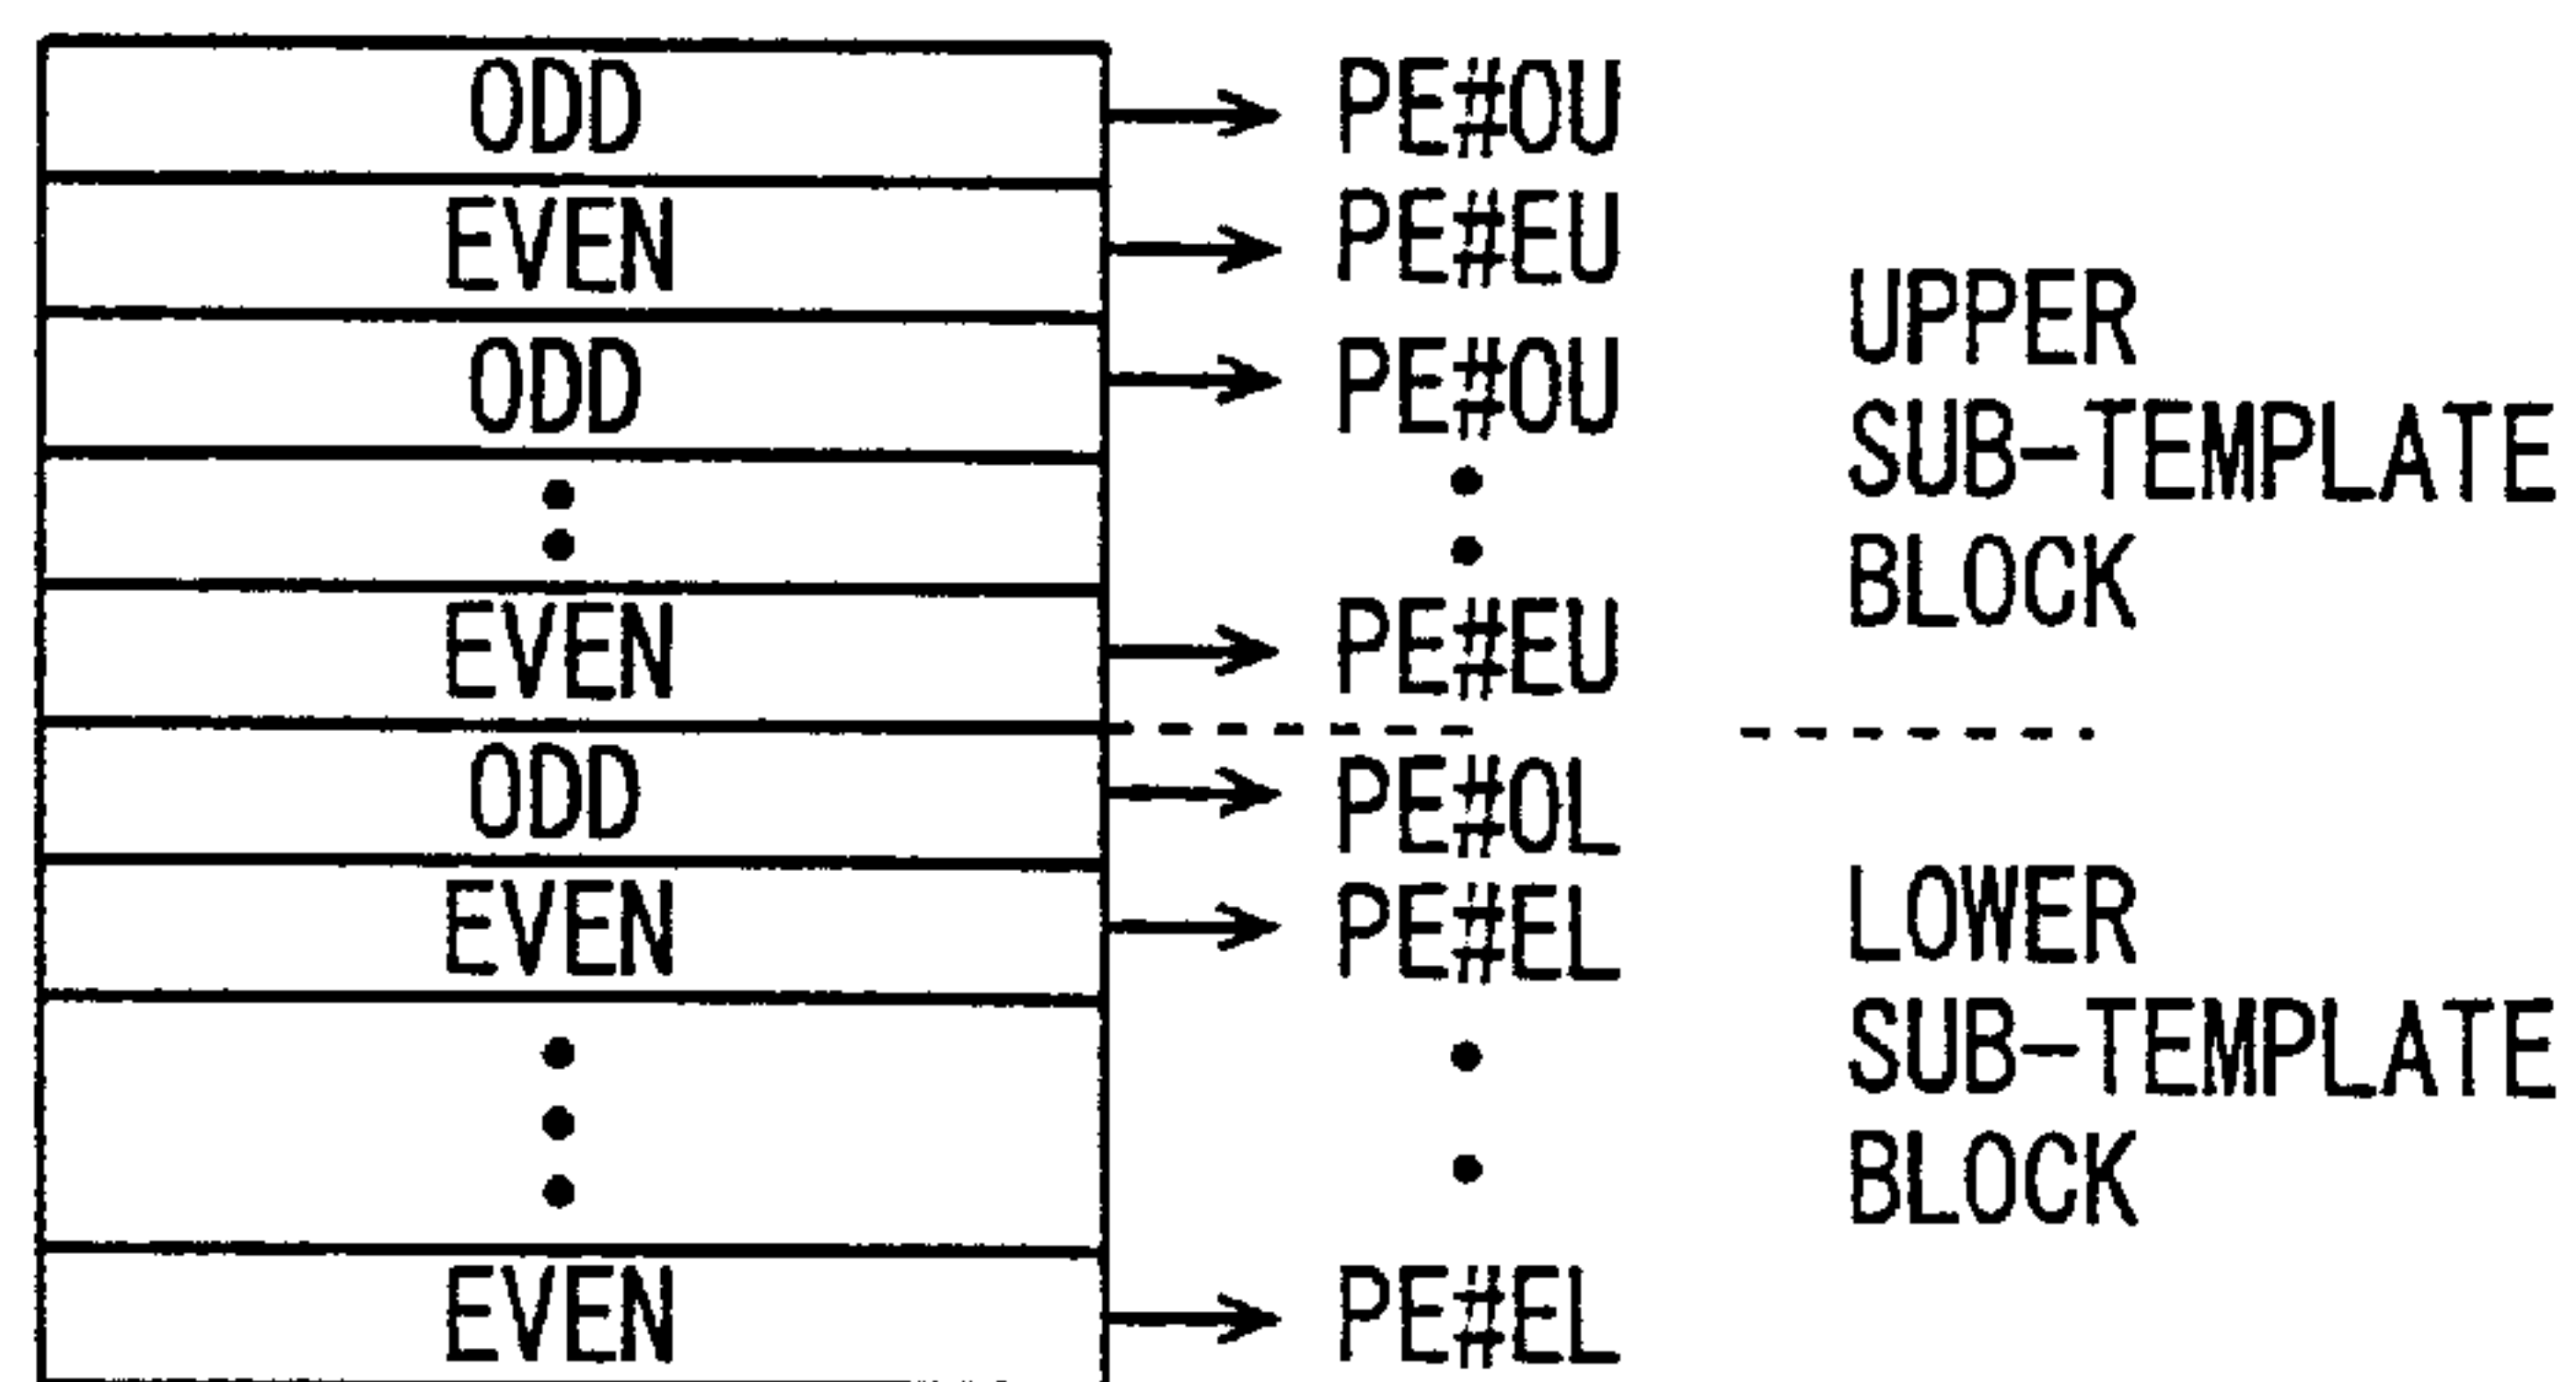 ODD PE#OU
EVEN PE#EU
ODD PE#OU
EVEN PE#EU
UPPER
SUB-TEMPLATE
BLOCK
ODD PE#OL
EVEN PE#EL
EVEN PE#EL
LOWER
SUB-TEMPLATE
BLOCK